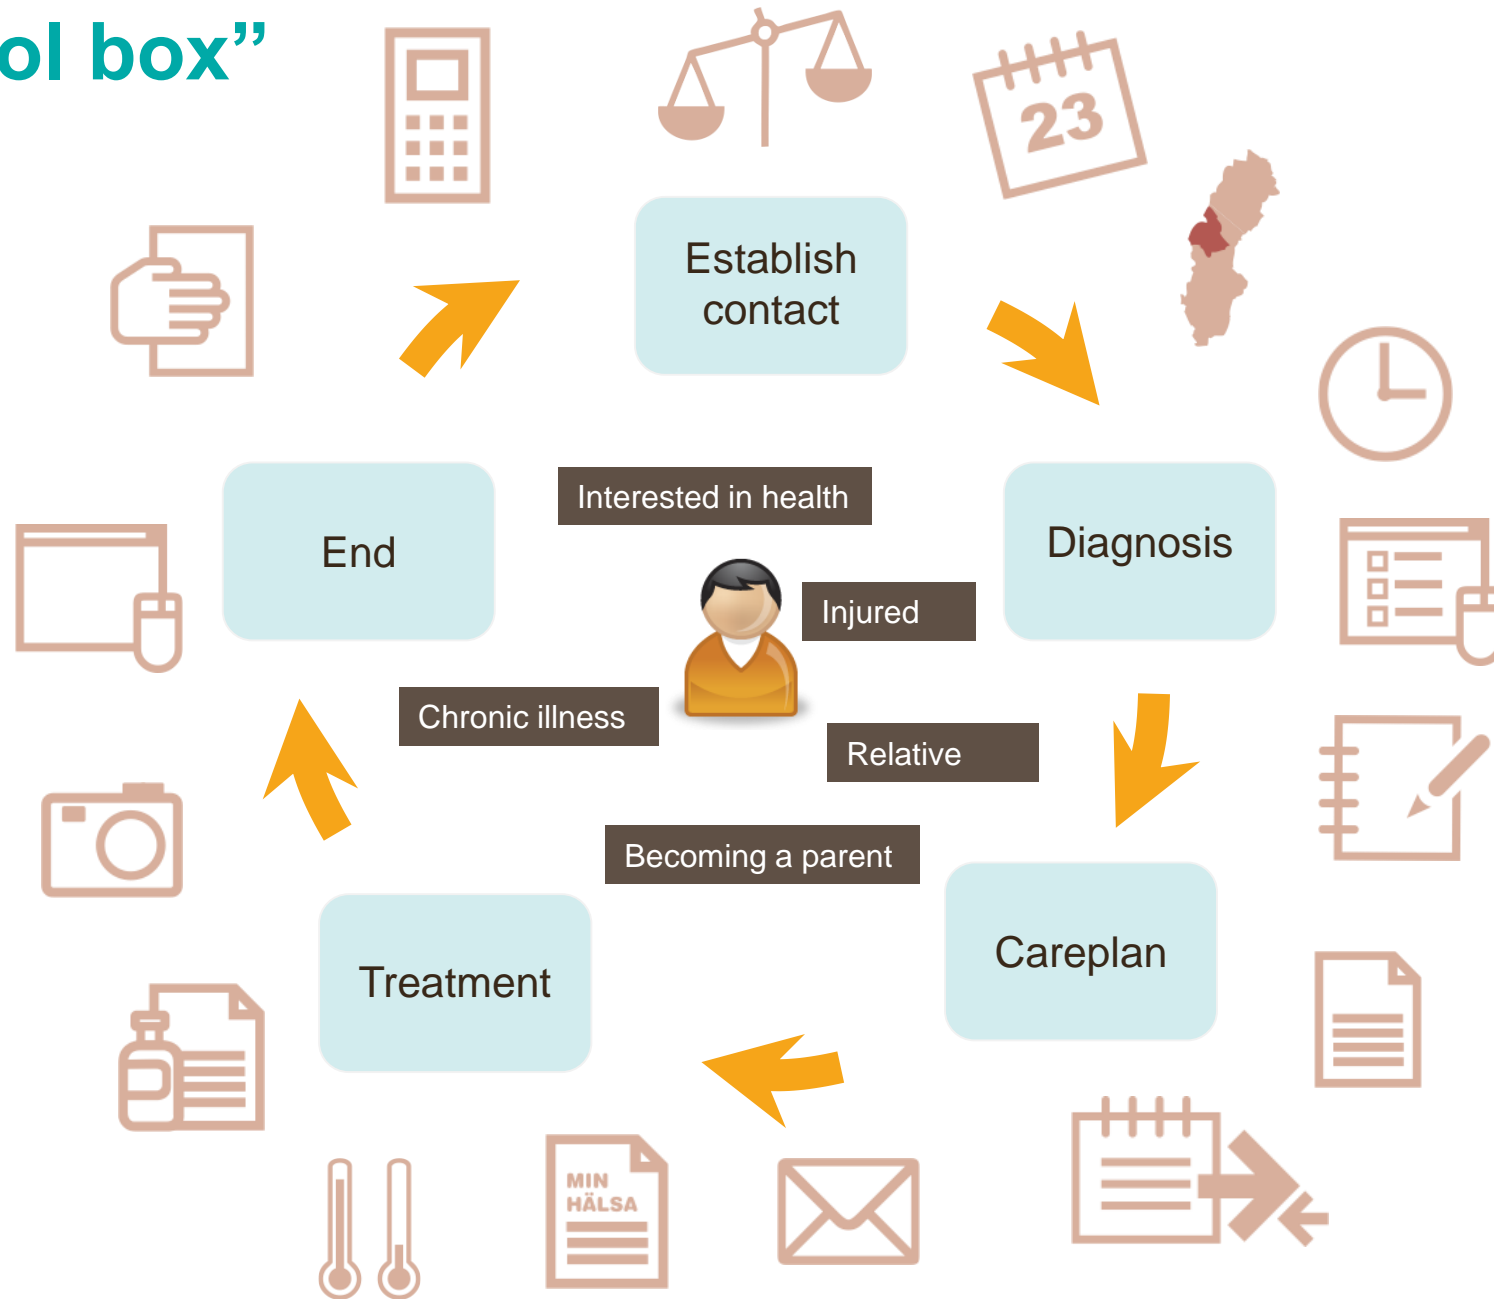 ol box”
23
Establish
contact
Interested in health
End
Diagnosis
Injured
Chronic illness
Relative
Becoming a parent
Careplan
Treatment
MIN
HÄLSA